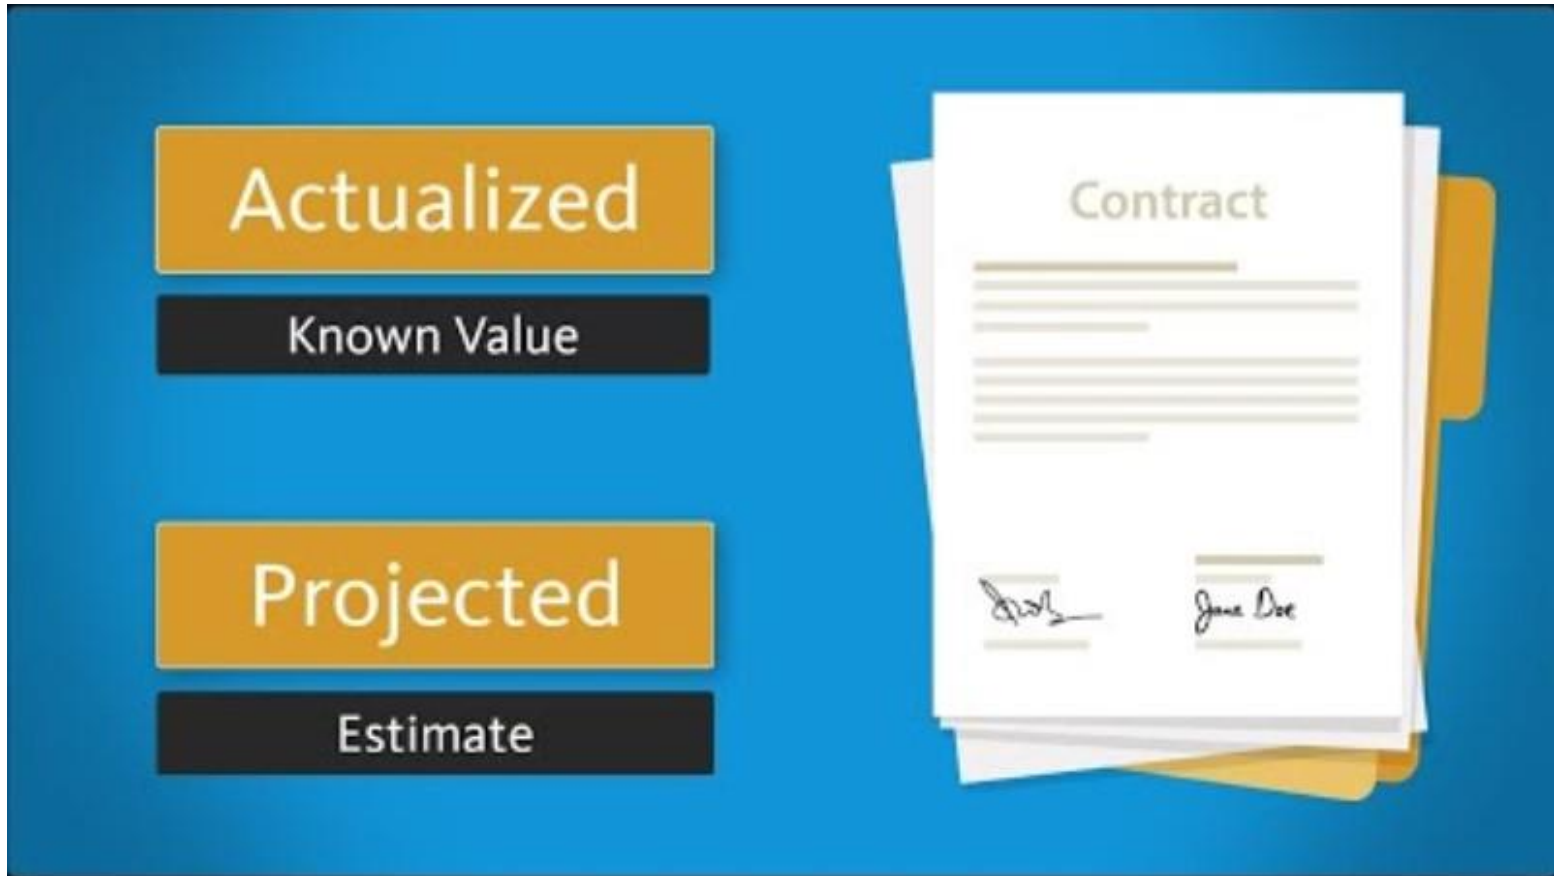 Actualized
Known Value
Projected
Estimate
Contract
Jane Doe